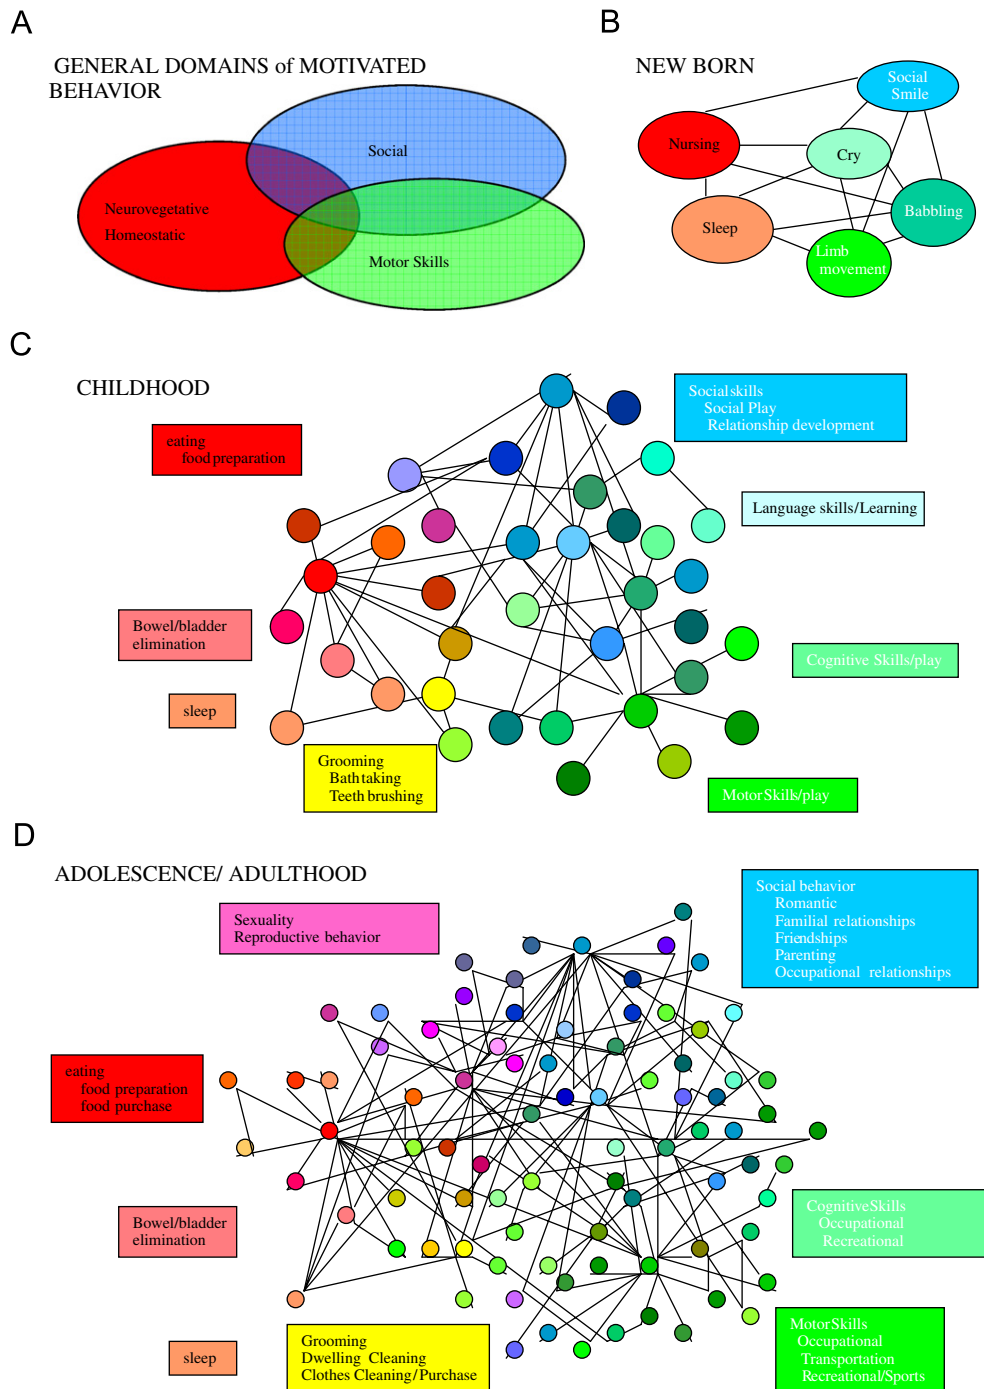 A
GENERAL DOMAINS of MOTIVATED
BEHAVIOR
Social
Neurovegetative
Homeostatic
Motor Skills
B
NEW BORN
Social
Smile
Nursing
Cry
Babbling
Sleep
Limb
movement
C
CHILDHOOD
Social skills
Social Play
Relationship development
eating
food preparation
Language skills/Learning
Bowel/bladder
elimination
Cognitive Skills/play
sleep
Grooming
Bath taking
Teeth brushing
Motor Skills/play
D
ADOLESCENCE/ ADULTHOOD
Sexuality
Reproductive behavior
Social behavior
Romantic
Familial relationships
Friendships
Parenting
Occupational relationships
eating
food preparation
food purchase
Bowel/bladder
elimination
Cognitive Skills
Occupational
Recreational
sleep
Grooming
Dwelling Cleaning
Clothes Cleaning/Purchase
Motor Skills
Occupational
Transportation
Recreational/Sports